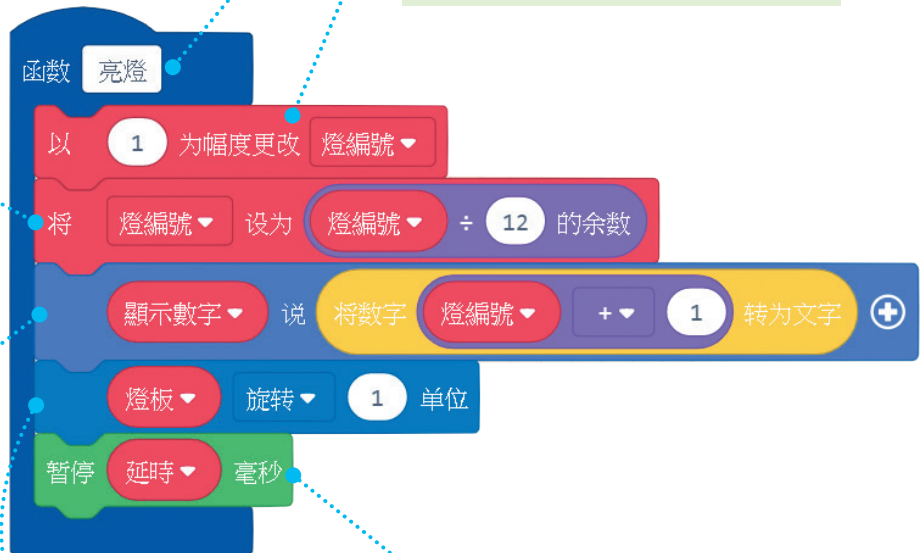 函数 亮燈
以 1 为幅度更改 燈編號
将 燈編號 设为 燈編號 ÷ 12 的余数
顯示數字 说 将数字 燈編號 + 1 转为文字
燈板 旋转 1 单位
暂停 延時 毫秒